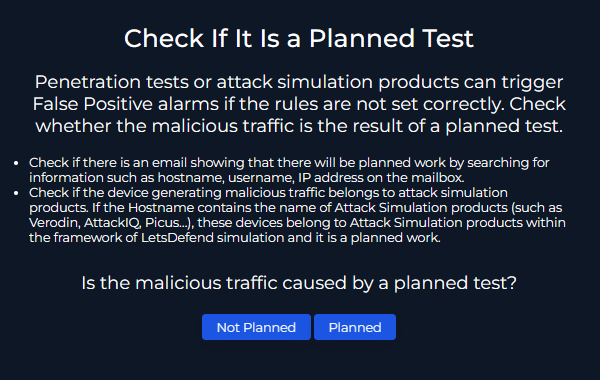 Check If It Is a Planned Test
Penetration tests or attack simulation products can trigger
False Positive alarms if the rules are not set correctly. Check
whether the malicious traffic is the result of a planned test.
• Check if there is an email showing that there will be planned work by searching for
information such as hostname, username, IP address on the mailbox.
• Check if the device generating malicious traffic belongs to attack simulation
products. If the Hostname contains the name of Attack Simulation products (such as
Verodin, AttackIQ, Picus...), these devices belong to Attack Simulation products within
the framework of LetsDefend simulation and it is a planned work.
Is the malicious traffic caused by a planned test?
Not Planned Planned